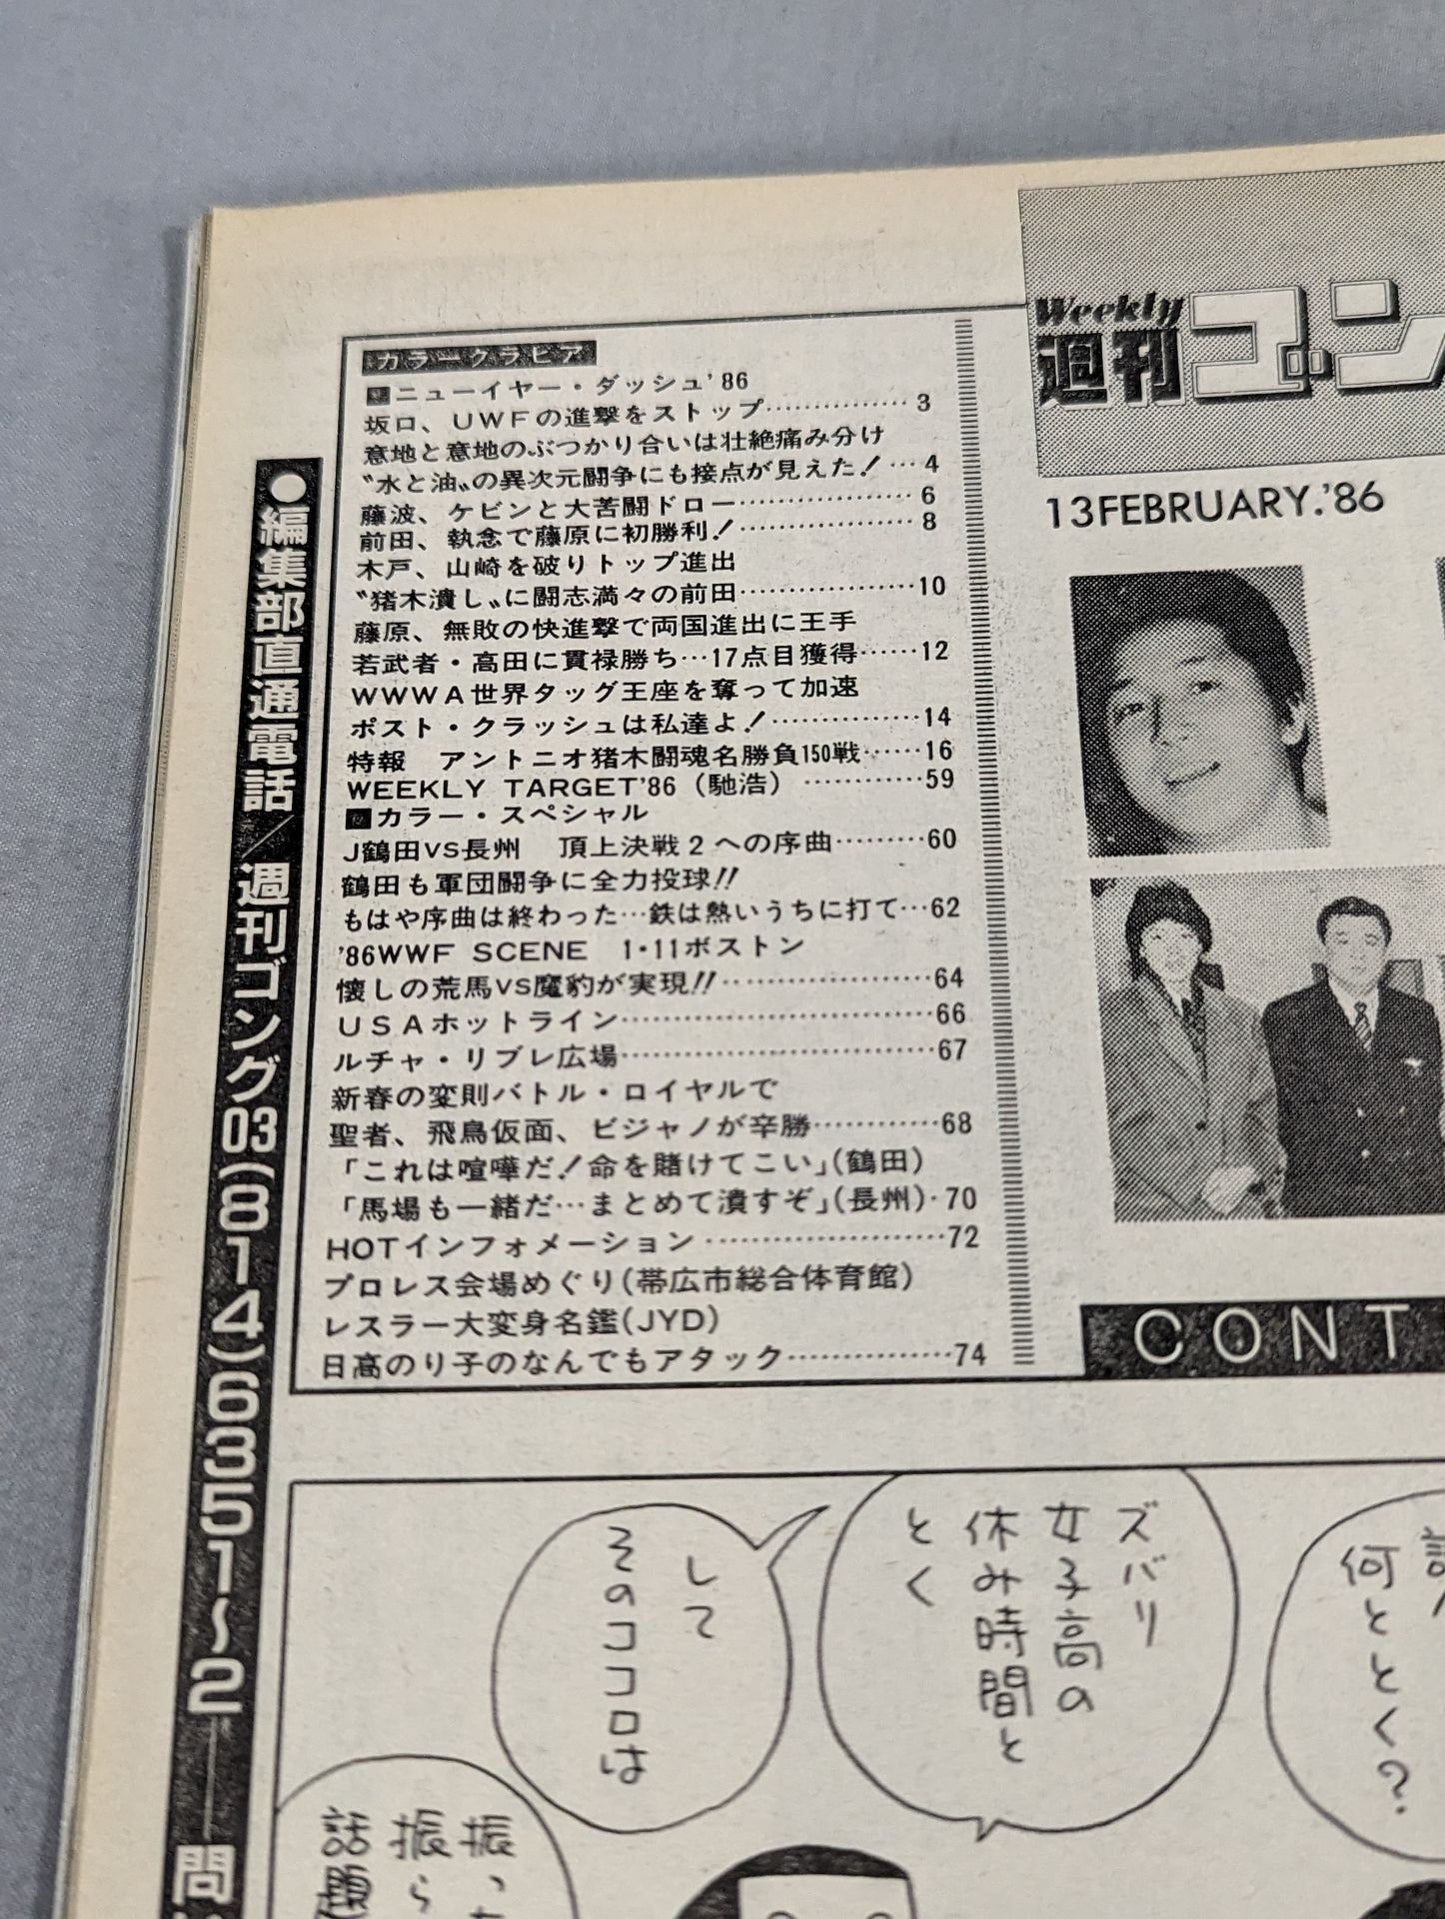 カラーグラビア
ニューイヤー・ダッシュ'86
坂口、UWFの進撃をストップ……………3
意地と意地のぶつかり合いは壮絶痛み分け
〝水と油〟の異次元闘争にも接点が見えた!…4
藤波、ケビンと大苦闘ドロー………………6
前田、執念で藤原に初勝利!………………8
木戸、山崎を破りトップ進出
〝猪木潰し〟に闘志満々の前田………………10
藤原、無敗の快進撃で両国進出に王手
若武者・高田に貫禄勝ち…17点目獲得……12
WWWA世界タッグ王座を奪って加速
ポスト・クラッシュは私達よ!……………14
特報 アントニオ猪木闘魂名勝負150戦……16
WEEKLY TARGET'86(馳浩)…………59
カラー・スペシャル
J鶴田VS長州 頂上決戦2への序曲………60
鶴田も軍団闘争に全力投球!!
もはや序曲は終わった…鉄は熱いうちに打て…62
'86WWF SCENE 1・11ボストン
懐しの荒馬VS魔豹が実現!!…………………64
USAホットライン……………………………66
ルチャ・リブレ広場……………………………67
新春の変則バトル・ロイヤルで
聖者、飛鳥仮面、ビジャノが辛勝…………68
「これは喧嘩だ!命を賭けてこい」(鶴田)
「馬場も一緒だ…まとめて潰すぞ」(長州)・70
HOTインフォメーション……………………72
プロレス会場めぐり(帯広市総合体育館)
レスラー大変身名鑑(JYD)
日高のり子のなんでもアタック……………74
Weekly
週刊ゴン
13FEBRUARY.'86
CONT
●編集部直通電話/週刊ゴング03(814)6351〜2──問
何ととく?
ズバリ
女子高の
休み時間と
とく
して
そのココロは
振っ
振ら
話題